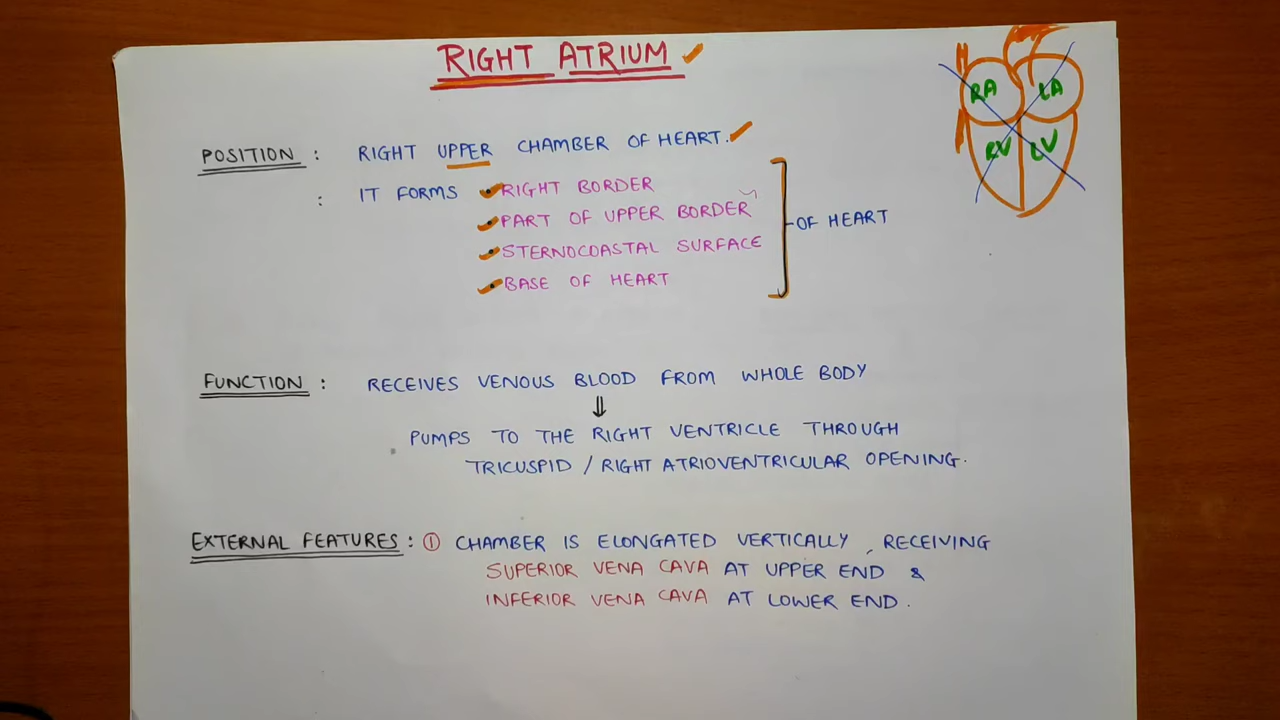 RIGHT ATRIUM
RA LA
RV LV
POSITION : RIGHT UPPER CHAMBER OF HEART.
: IT FORMS • RIGHT BORDER
• PART OF UPPER BORDER
• STERNOCOASTAL SURFACE
• BASE OF HEART
OF HEART
FUNCTION : RECEIVES VENOUS BLOOD FROM WHOLE BODY
⇓
PUMPS TO THE RIGHT VENTRICLE THROUGH
TRICUSPID / RIGHT ATRIOVENTRICULAR OPENING.
EXTERNAL FEATURES : ① CHAMBER IS ELONGATED VERTICALLY, RECEIVING
SUPERIOR VENA CAVA AT UPPER END &
INFERIOR VENA CAVA AT LOWER END.